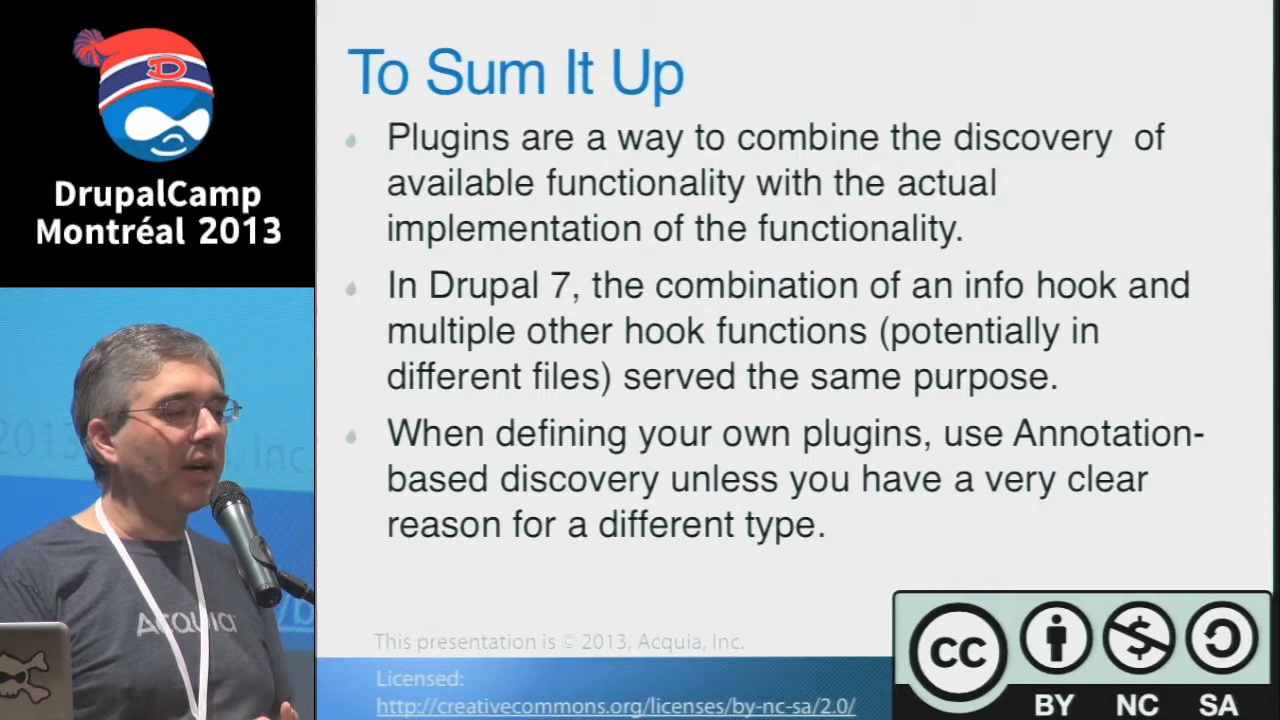 DrupalCamp
Montréal 2013
To Sum It Up
Plugins are a way to combine the discovery of
available functionality with the actual
implementation of the functionality.
In Drupal 7, the combination of an info hook and
multiple other hook functions (potentially in
different files) served the same purpose.
When defining your own plugins, use Annotation-
based discovery unless you have a very clear
reason for a different type.
This presentation is © 2013, Acquia, Inc.
Licensed:
http://creativecommons.org/licenses/by-nc-sa/2.0/
cc
BY NC SA
2013
, Inc.
ACQUIA